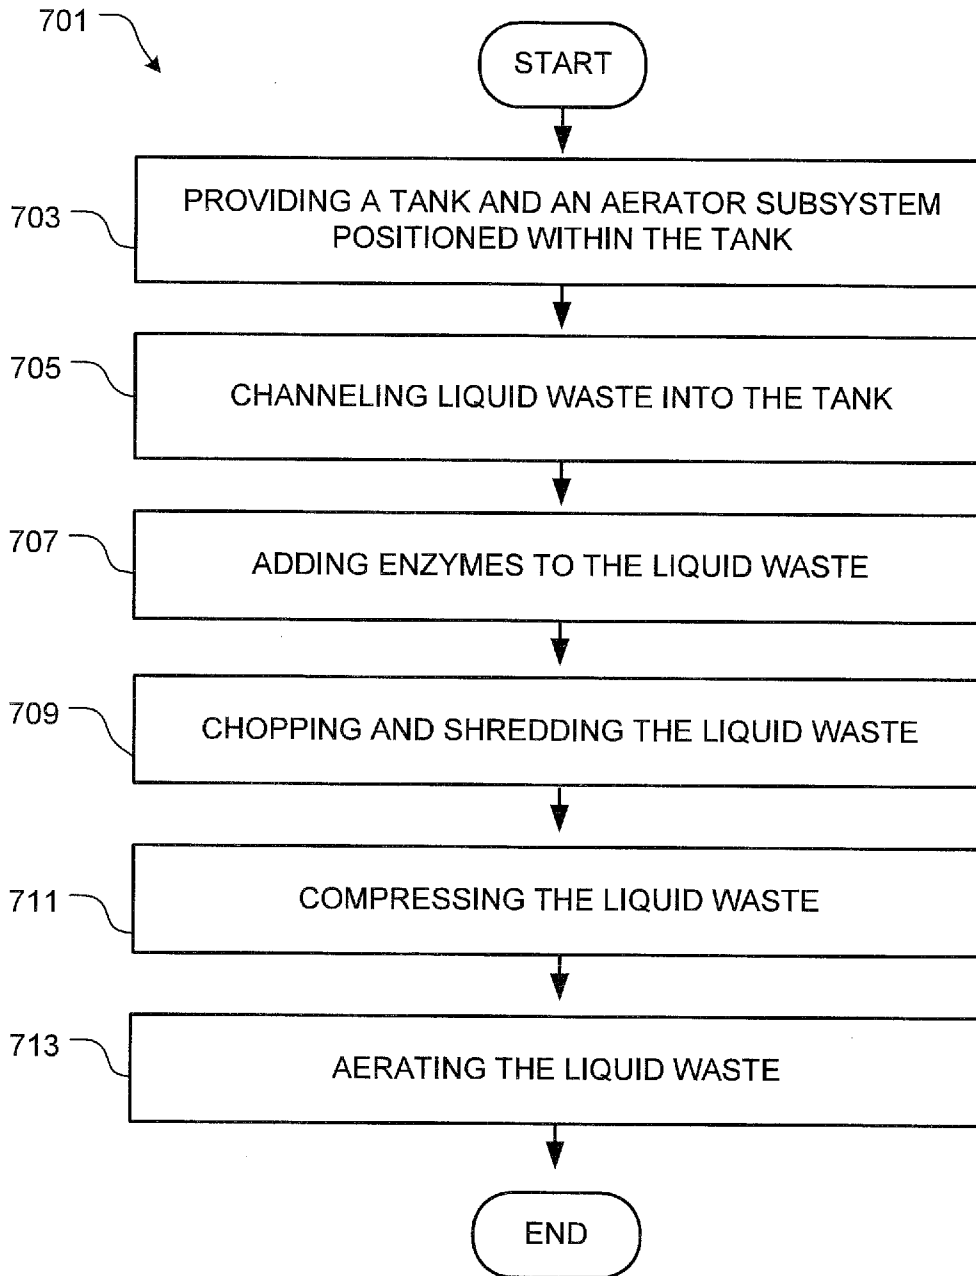 701
START
703
PROVIDING A TANK AND AN AERATOR SUBSYSTEM
POSITIONED WITHIN THE TANK
705
CHANNELING LIQUID WASTE INTO THE TANK
707
ADDING ENZYMES TO THE LIQUID WASTE
709
CHOPPING AND SHREDDING THE LIQUID WASTE
711
COMPRESSING THE LIQUID WASTE
713
AERATING THE LIQUID WASTE
END